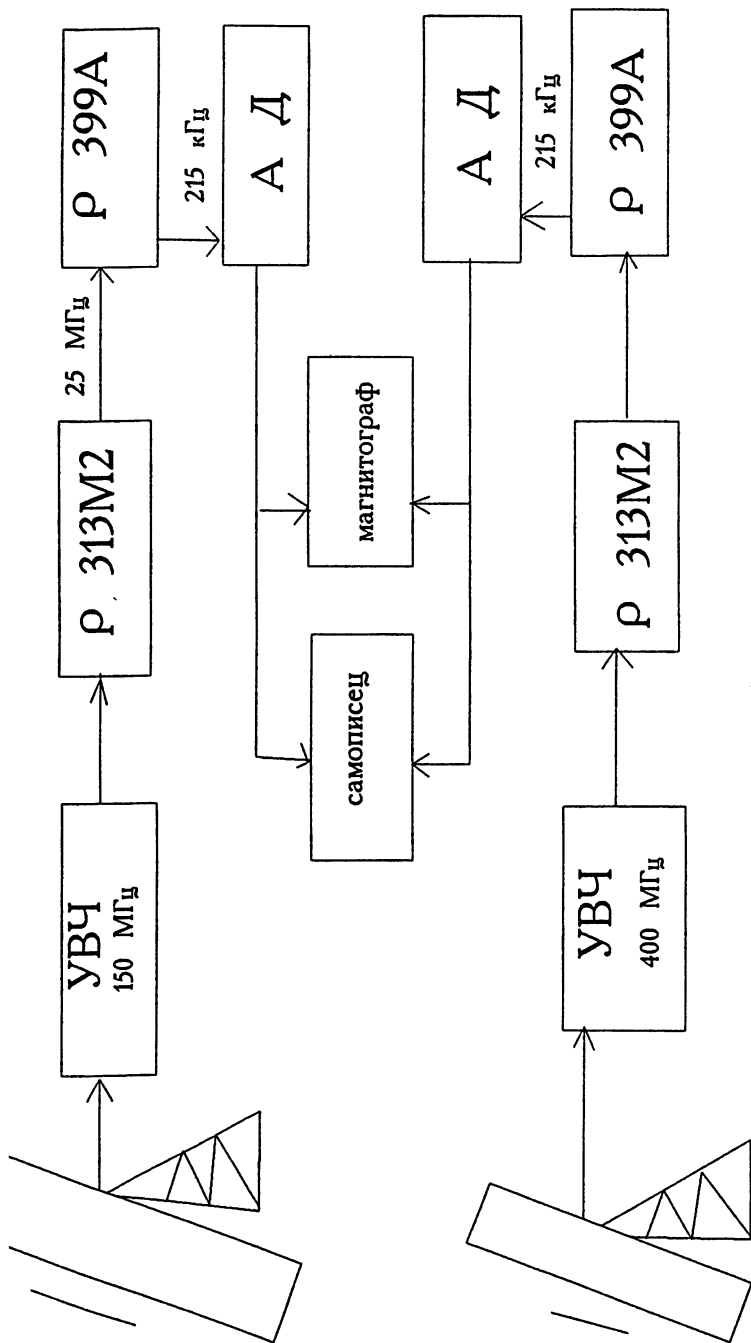 УВЧ
150 МГц
ρ 313М2
25 МГц
ρ 399А
215 кГц
А Д
самописец
магнитограф
А Д
215 кГц
УВЧ
400 МГц
ρ 313М2
ρ 399А